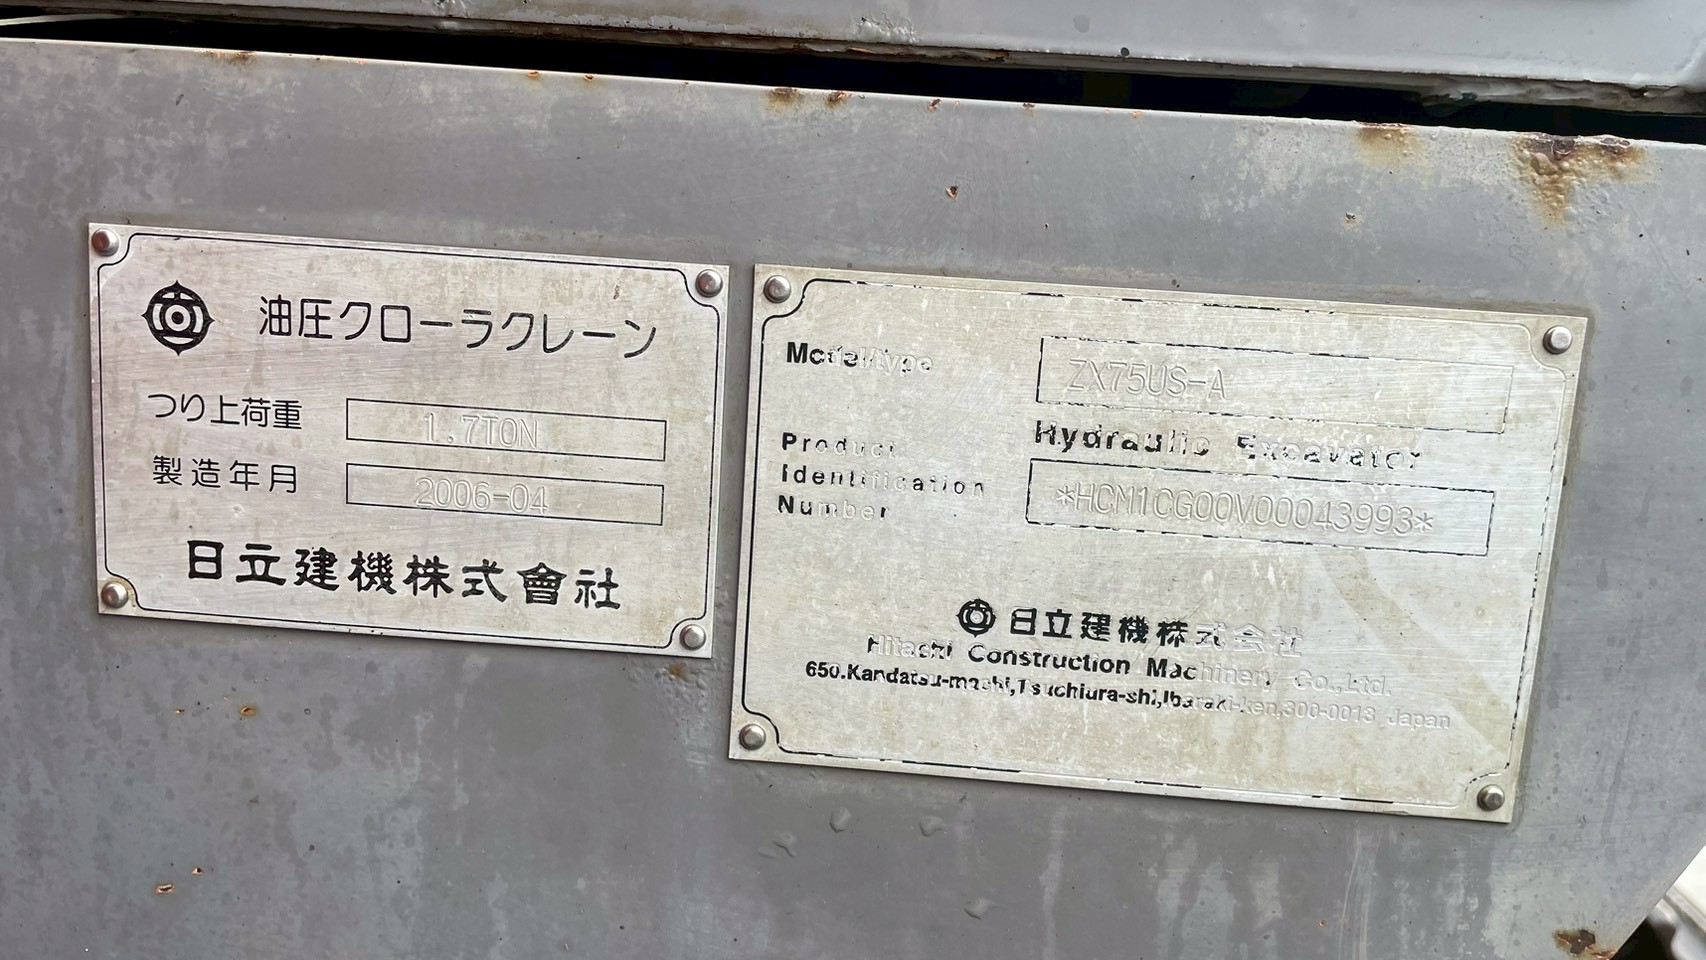 油圧クローラクレーン
つり上荷重 1.7TON
製造年月 2006-04
日立建機株式會社
Model/type ZX75US-A
Hydraulic Excavator
Product
Identification
Number
*HCM1CG00V00043993*
日立建機株式会社
Hitachi Construction Machinery Co.,Ltd.
650.Kandatsu-machi,Tsuchiura-shi,Ibaraki-ken,300-0013 Japan